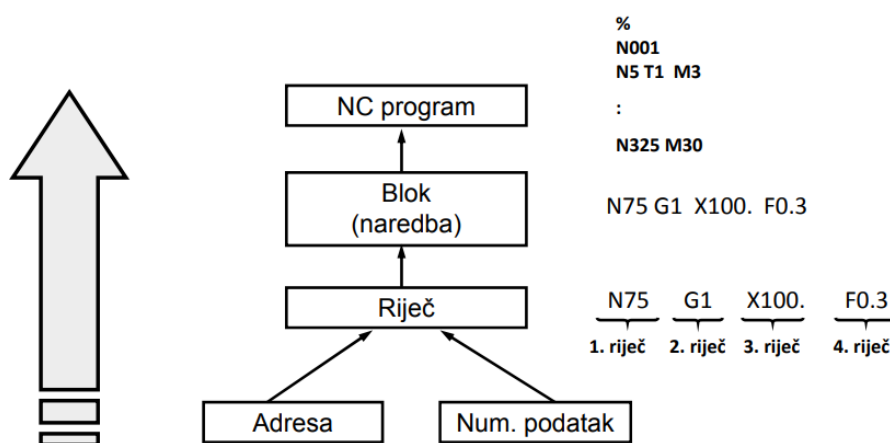 %
N001
N5 T1 M3
:
N325 M30
NC program
Blok
(naredba)
N75 G1 X100. F0.3
Riječ
N75 G1 X100. F0.3
1. riječ 2. riječ 3. riječ 4. riječ
Adresa Num. podatak